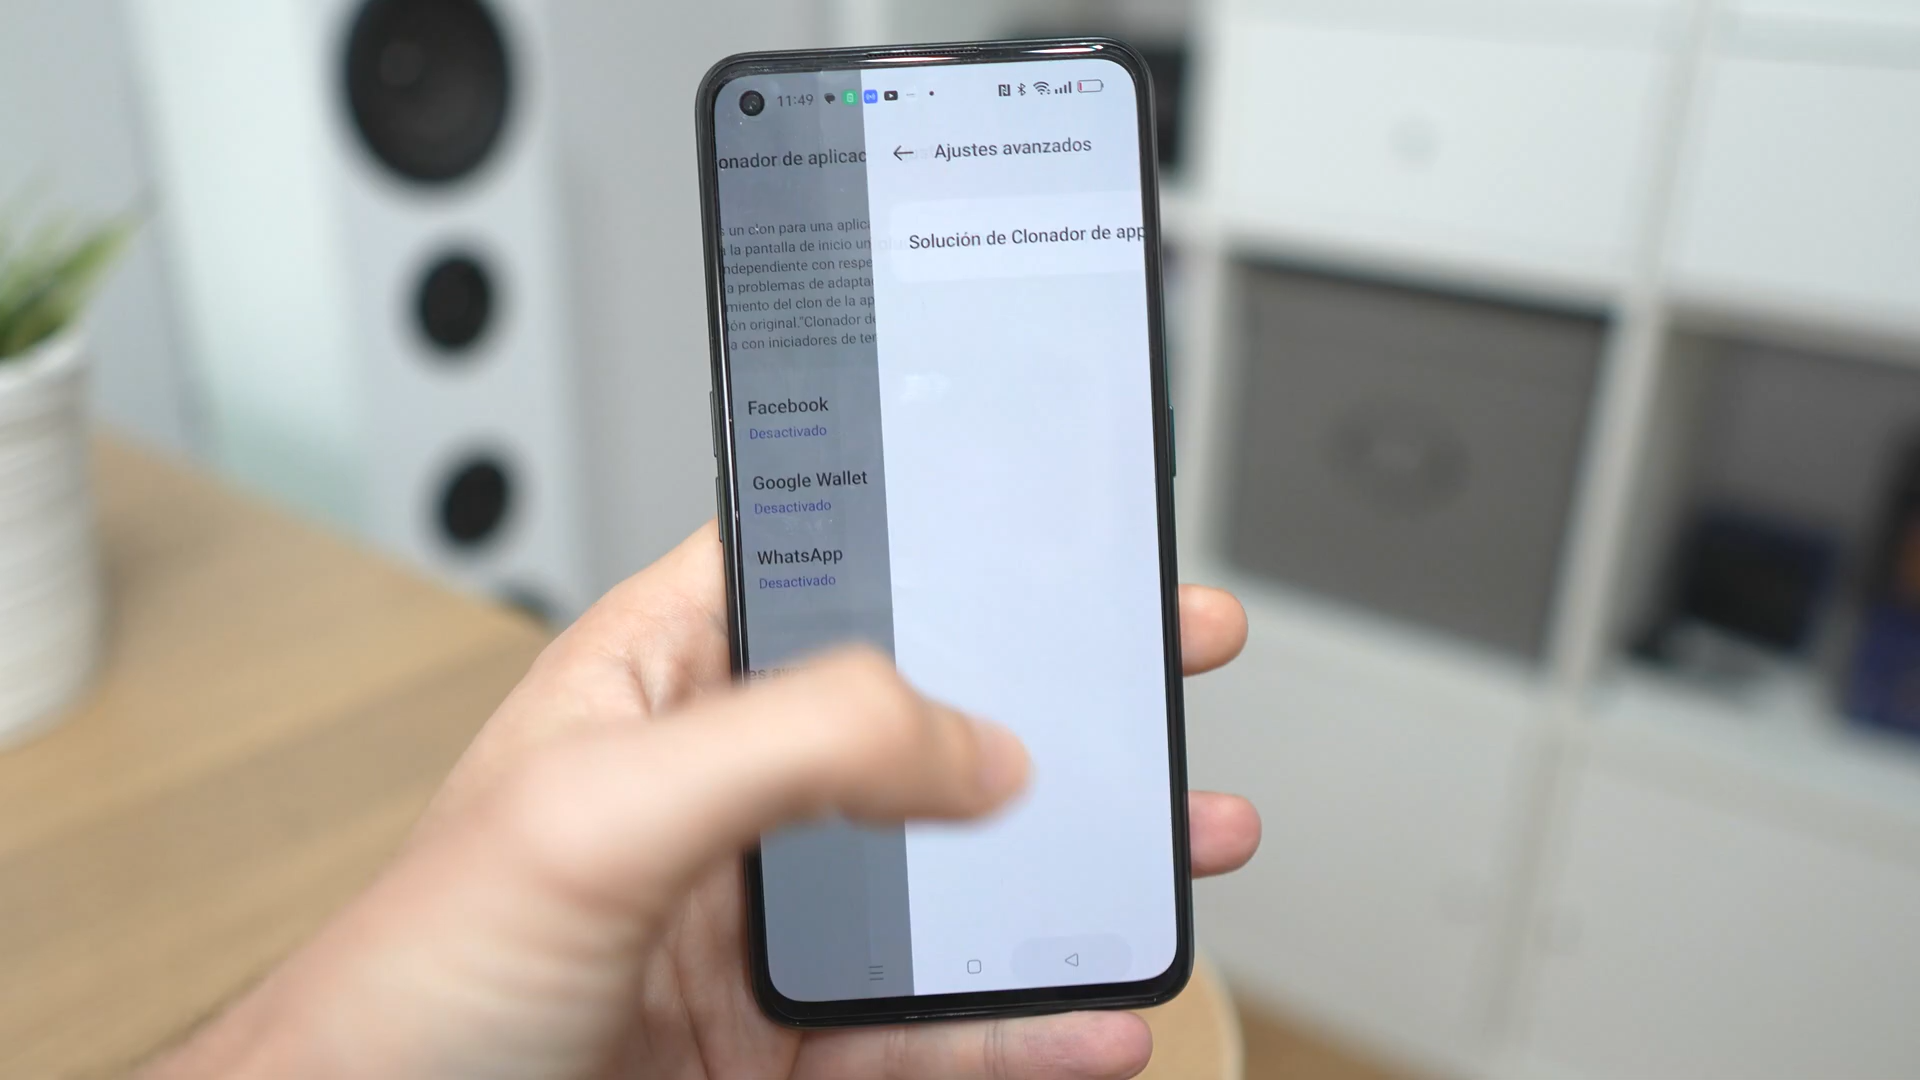 11:49
onador de aplicac
Ajustes avanzados
un clon para una aplic
la pantalla de inicio un
ndependiente con respe
a problemas de adapta
miento del clon de la ap
ón original."Clonador de
a con iniciadores de ter
Solución de Clonador de app
Facebook
Desactivado
Google Wallet
Desactivado
WhatsApp
Desactivado